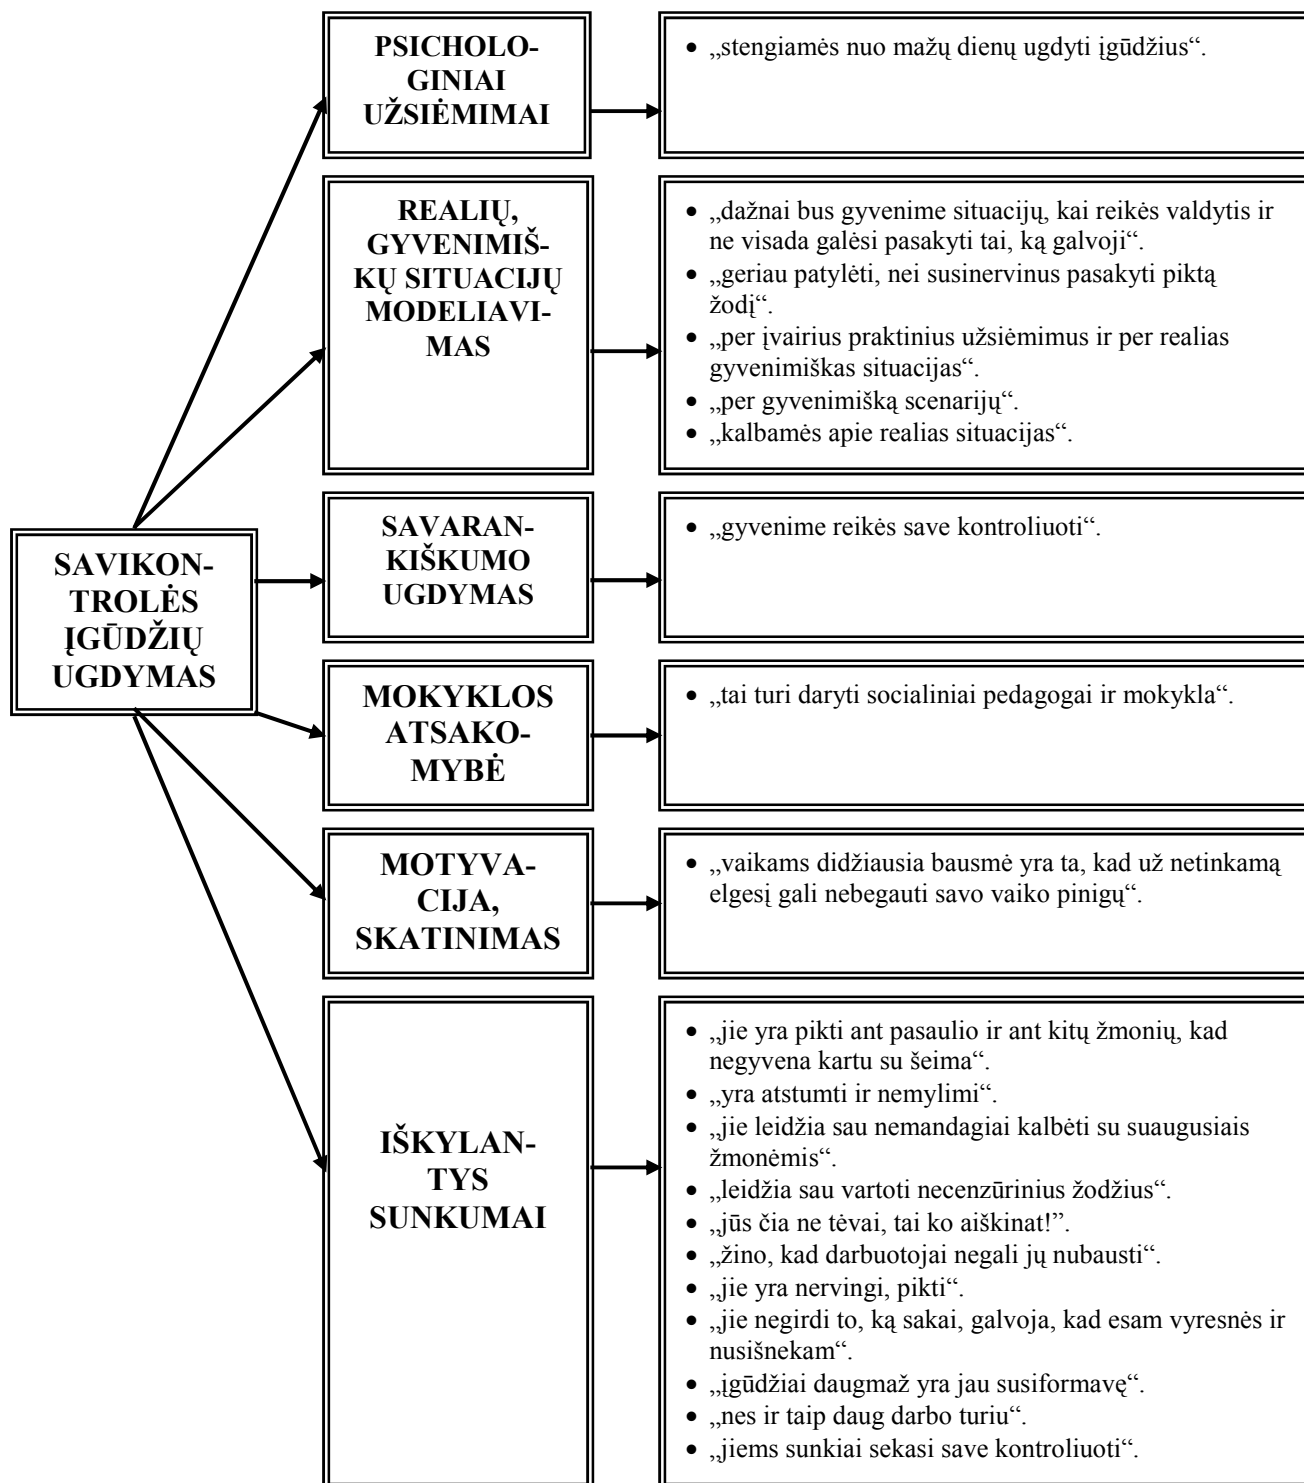 PSICHOLO-
GINIAI
UŽSIĖMIMAI
• „stengiamės nuo mažų dienų ugdyti įgūdžius“.
REALIŲ,
GYVENIMIŠ-
KŲ SITUACIJŲ
MODELIAVI-
MAS
• „dažnai bus gyvenime situacijų, kai reikės valdytis ir
ne visada galėsi pasakyti tai, ką galvoji“.
• „geriau patylėti, nei susinervinus pasakyti piktą
žodį“.
• „per įvairius praktinius užsiėmimus ir per realias
gyvenimiškas situacijas“.
• „per gyvenimišką scenarijų“.
• „kalbamės apie realias situacijas“.
SAVIKON-
TROLĖS
ĮGŪDŽIŲ
UGDYMAS
SAVARAN-
KIŠKUMO
UGDYMAS
• „gyvenime reikės save kontroliuoti“.
MOKYKLOS
ATSAKO-
MYBĖ
• „tai turi daryti socialiniai pedagogai ir mokykla“.
MOTYVA-
CIJA,
SKATINIMAS
• „vaikams didžiausia bausmė yra ta, kad už netinkamą
elgesį gali nebegauti savo vaiko pinigų“.
IŠKYLAN-
TYS
SUNKUMAI
• „jie yra pikti ant pasaulio ir ant kitų žmonių, kad
negyvena kartu su šeima“.
• „yra atstumti ir nemylimi“.
• „jie leidžia sau nemandagiai kalbėti su suaugusiais
žmonėmis“.
• „leidžia sau vartoti necenzūrinius žodžius“.
• „jūs čia ne tėvai, tai ko aiškinat!”.
• „žino, kad darbuotojai negali jų nubausti“.
• „jie yra nervingi, pikti“.
• „jie negirdi to, ką sakai, galvoja, kad esam vyresnės ir
nusišnekam“.
• „įgūdžiai daugmaž yra jau susiformavę“.
• „nes ir taip daug darbo turiu“.
• „jiems sunkiai sekasi save kontroliuoti“.